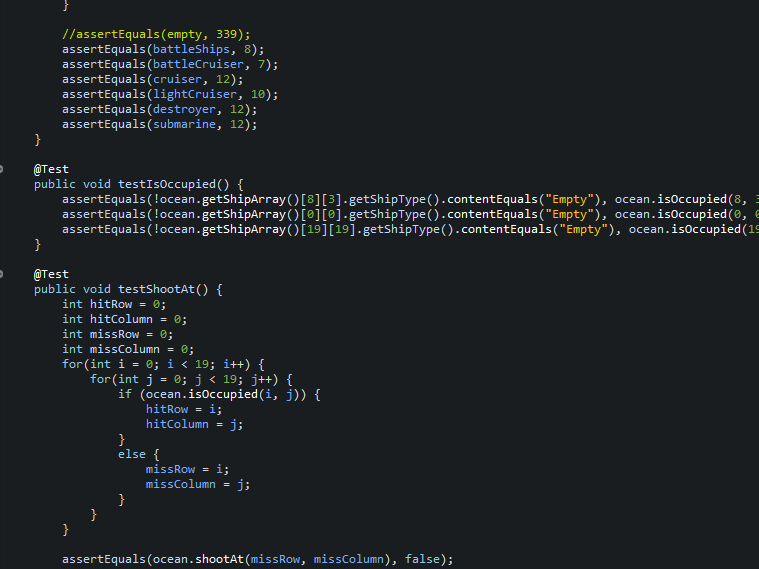 }
//assertEquals(empty, 339);
assertEquals(battleShips, 8);
assertEquals(battleCruiser, 7);
assertEquals(cruiser, 12);
assertEquals(lightCruiser, 10);
assertEquals(destroyer, 12);
assertEquals(submarine, 12);
}
@Test
public void testIsOccupied() {
assertEquals(!ocean.getShipArray()[8][3].getShipType().contentEquals("Empty"), ocean.isOccupied(8, 3
assertEquals(!ocean.getShipArray()[0][0].getShipType().contentEquals("Empty"), ocean.isOccupied(0, 0
assertEquals(!ocean.getShipArray()[19][19].getShipType().contentEquals("Empty"), ocean.isOccupied(19
}
@Test
public void testShootAt() {
int hitRow = 0;
int hitColumn = 0;
int missRow = 0;
int missColumn = 0;
for(int i = 0; i < 19; i++) {
for(int j = 0; j < 19; j++) {
if (ocean.isOccupied(i, j)) {
hitRow = i;
hitColumn = j;
}
else {
missRow = i;
missColumn = j;
}
}
}
assertEquals(ocean.shootAt(missRow, missColumn), false);